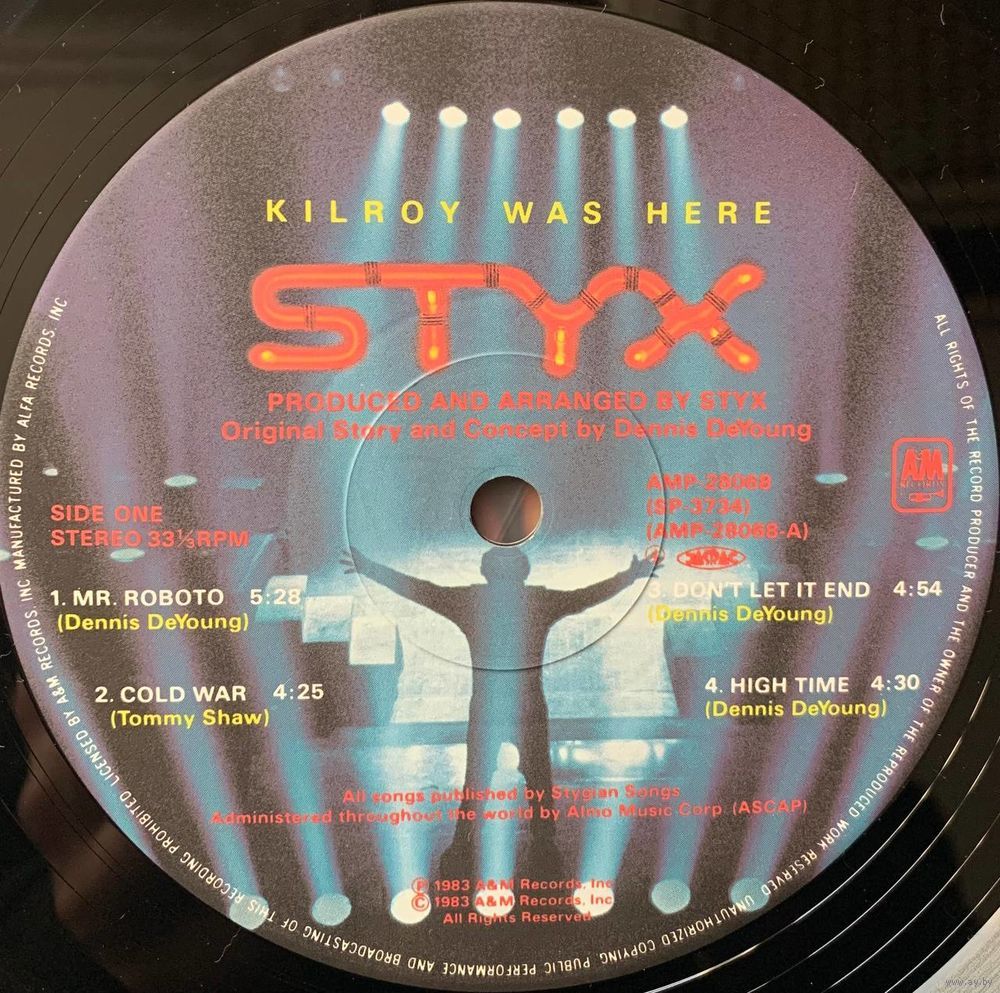 KILROY WAS HERE
STYX
PRODUCED AND ARRANGED BY STYX
Original Story and Concept by Dennis DeYoung
SIDE ONE
STEREO 33⅓RPM
AMP-28068
(SP-3734)
(AMP-28068-A)
A&M
RECORDS
1. MR. ROBOTO 5:28
(Dennis DeYoung)
2. COLD WAR 4:25
(Tommy Shaw)
3. DON'T LET IT END 4:54
(Dennis DeYoung)
4. HIGH TIME 4:30
(Dennis DeYoung)
All songs published by Stygian Songs
Administered throughout the world by Almo Music Corp. (ASCAP)
Ⓟ 1983 A&M Records, Inc
© 1983 A&M Records, Inc
All Rights Reserved
ALL RIGHTS OF THE RECORD PRODUCER AND THE OWNER OF THE REPRODUCED WORK RESERVED UNAUTHORIZED COPYING, PUBLIC PERFORMANCE AND BROADCASTING OF THIS RECORDING PROHIBITED LICENSED BY A&M RECORDS, INC MANUFACTURED BY ALFA RECORDS, INC
www.ay.by